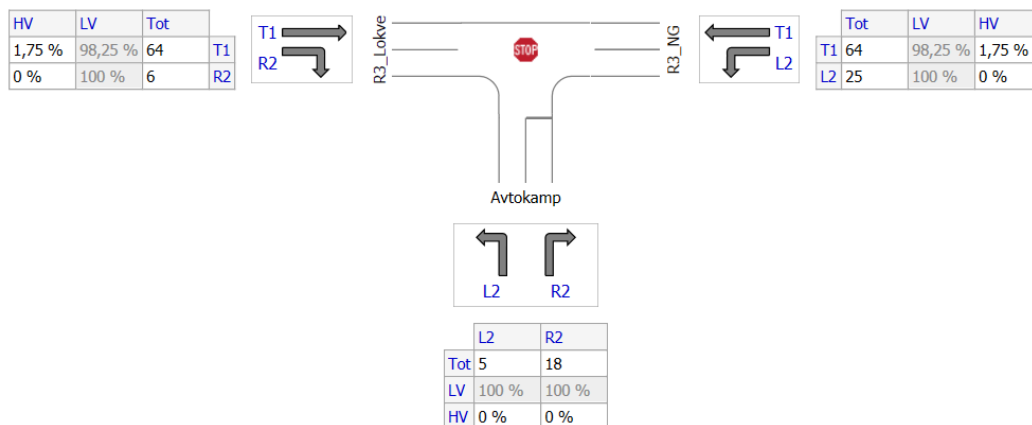 HV LV Tot
1,75 % 98,25 % 64 T1
0 % 100 % 6 R2
T1
R2
R3_Lokve
STOP
R3_NG
T1
L2
Tot LV HV
T1 64 98,25 % 1,75 %
L2 25 100 % 0 %
Avtokamp
L2 R2
L2 R2
Tot 5 18
LV 100 % 100 %
HV 0 % 0 %